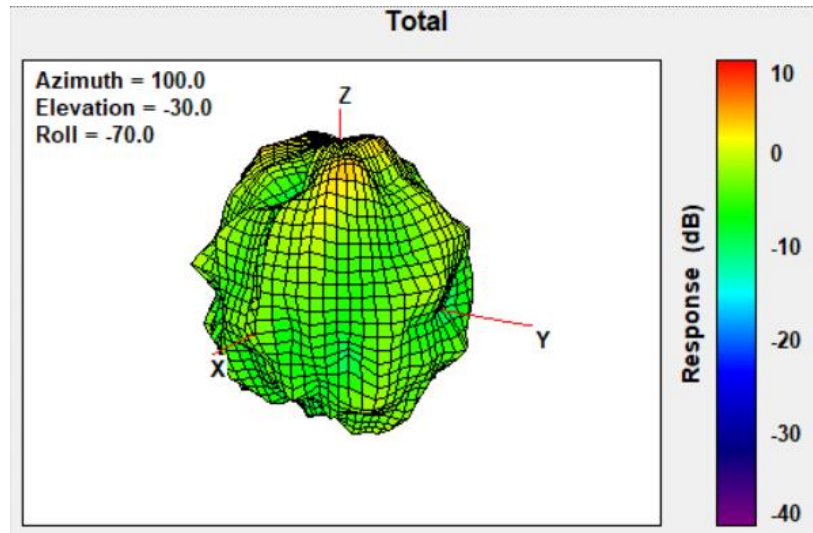 Total
Azimuth = 100.0
Elevation = -30.0
Roll = -70.0
Z
X
Y
10
0
-10
-20
-30
-40
Response (dB)